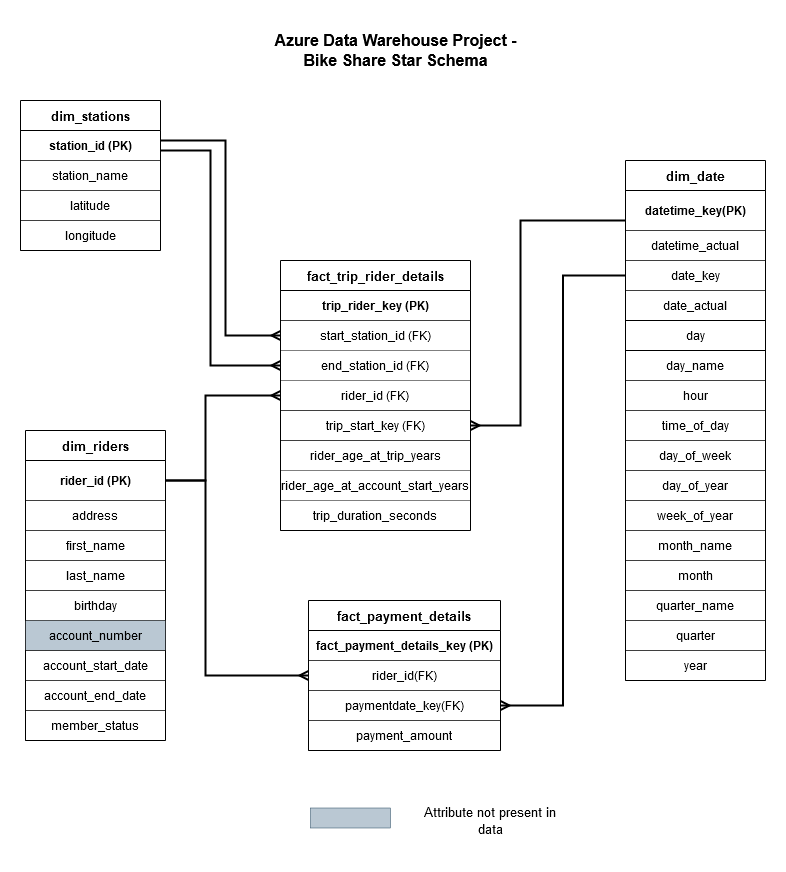 Azure Data Warehouse Project -
Bike Share Star Schema
dim_stations
station_id (PK)
station_name
latitude
longitude
dim_date
datetime_key(PK)
datetime_actual
date_key
date_actual
day
day_name
hour
time_of_day
day_of_week
day_of_year
week_of_year
month_name
month
quarter_name
quarter
year
fact_trip_rider_details
trip_rider_key (PK)
start_station_id (FK)
end_station_id (FK)
rider_id (FK)
trip_start_key (FK)
rider_age_at_trip_years
rider_age_at_account_start_years
trip_duration_seconds
dim_riders
rider_id (PK)
address
first_name
last_name
birthday
account_number
account_start_date
account_end_date
member_status
fact_payment_details
fact_payment_details_key (PK)
rider_id(FK)
paymentdate_key(FK)
payment_amount
Attribute not present in
data